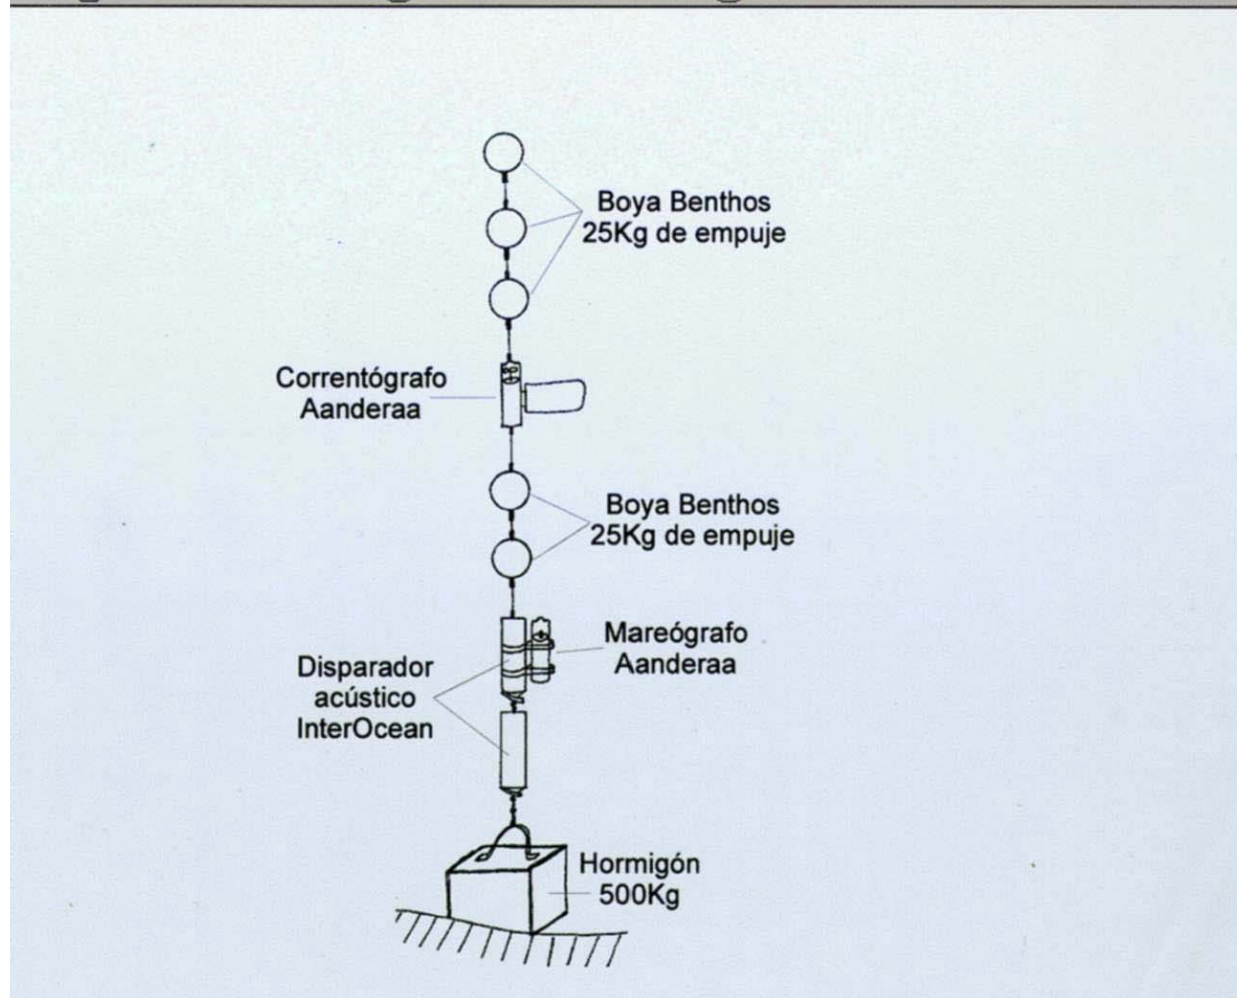 Boya Benthos
25Kg de empuje
Correntógrafo
Aanderaa
Boya Benthos
25Kg de empuje
Mareógrafo
Aanderaa
Disparador
acústico
InterOcean
Hormigón
500Kg